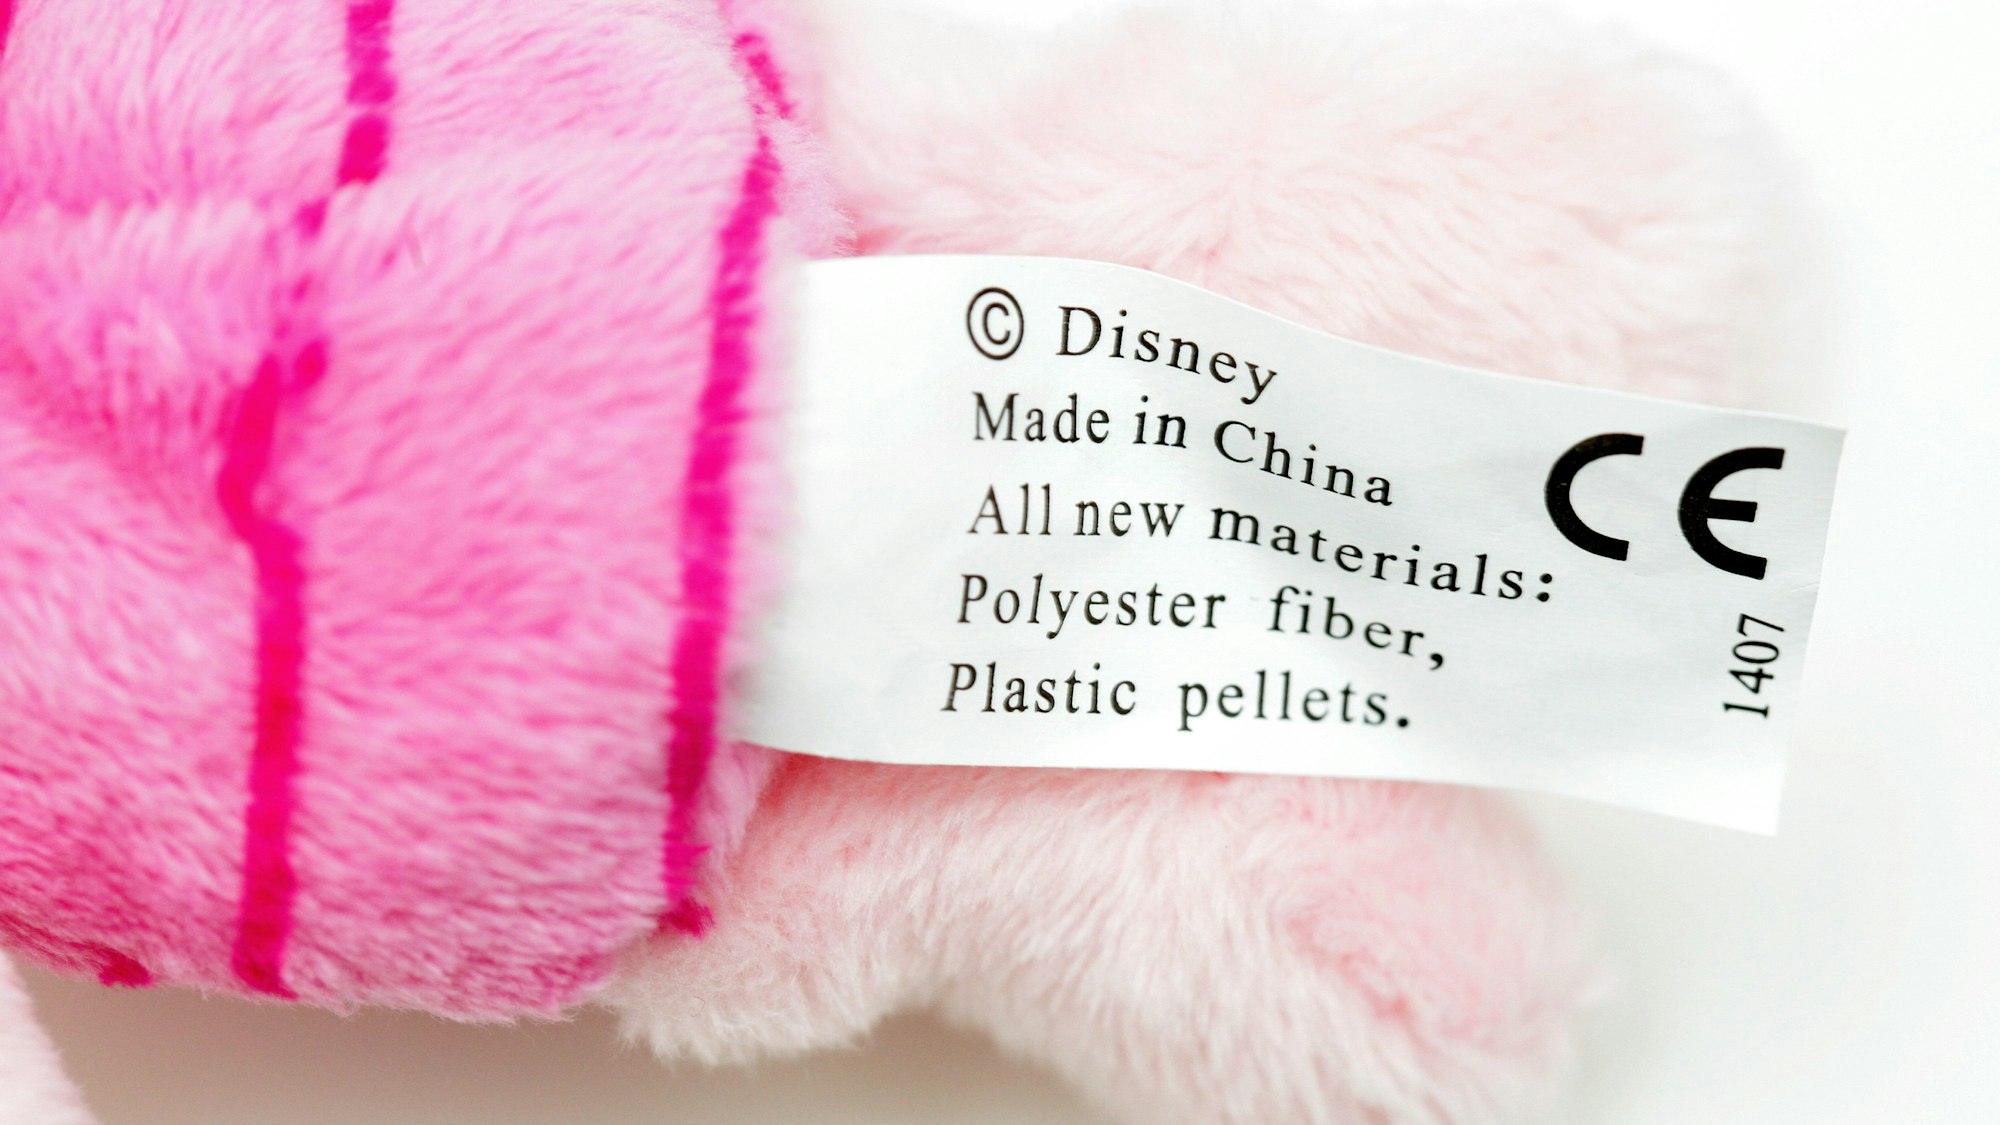 © Disney
Made in China
All new materials:
Polyester fiber,
Plastic pellets.
CE
1407